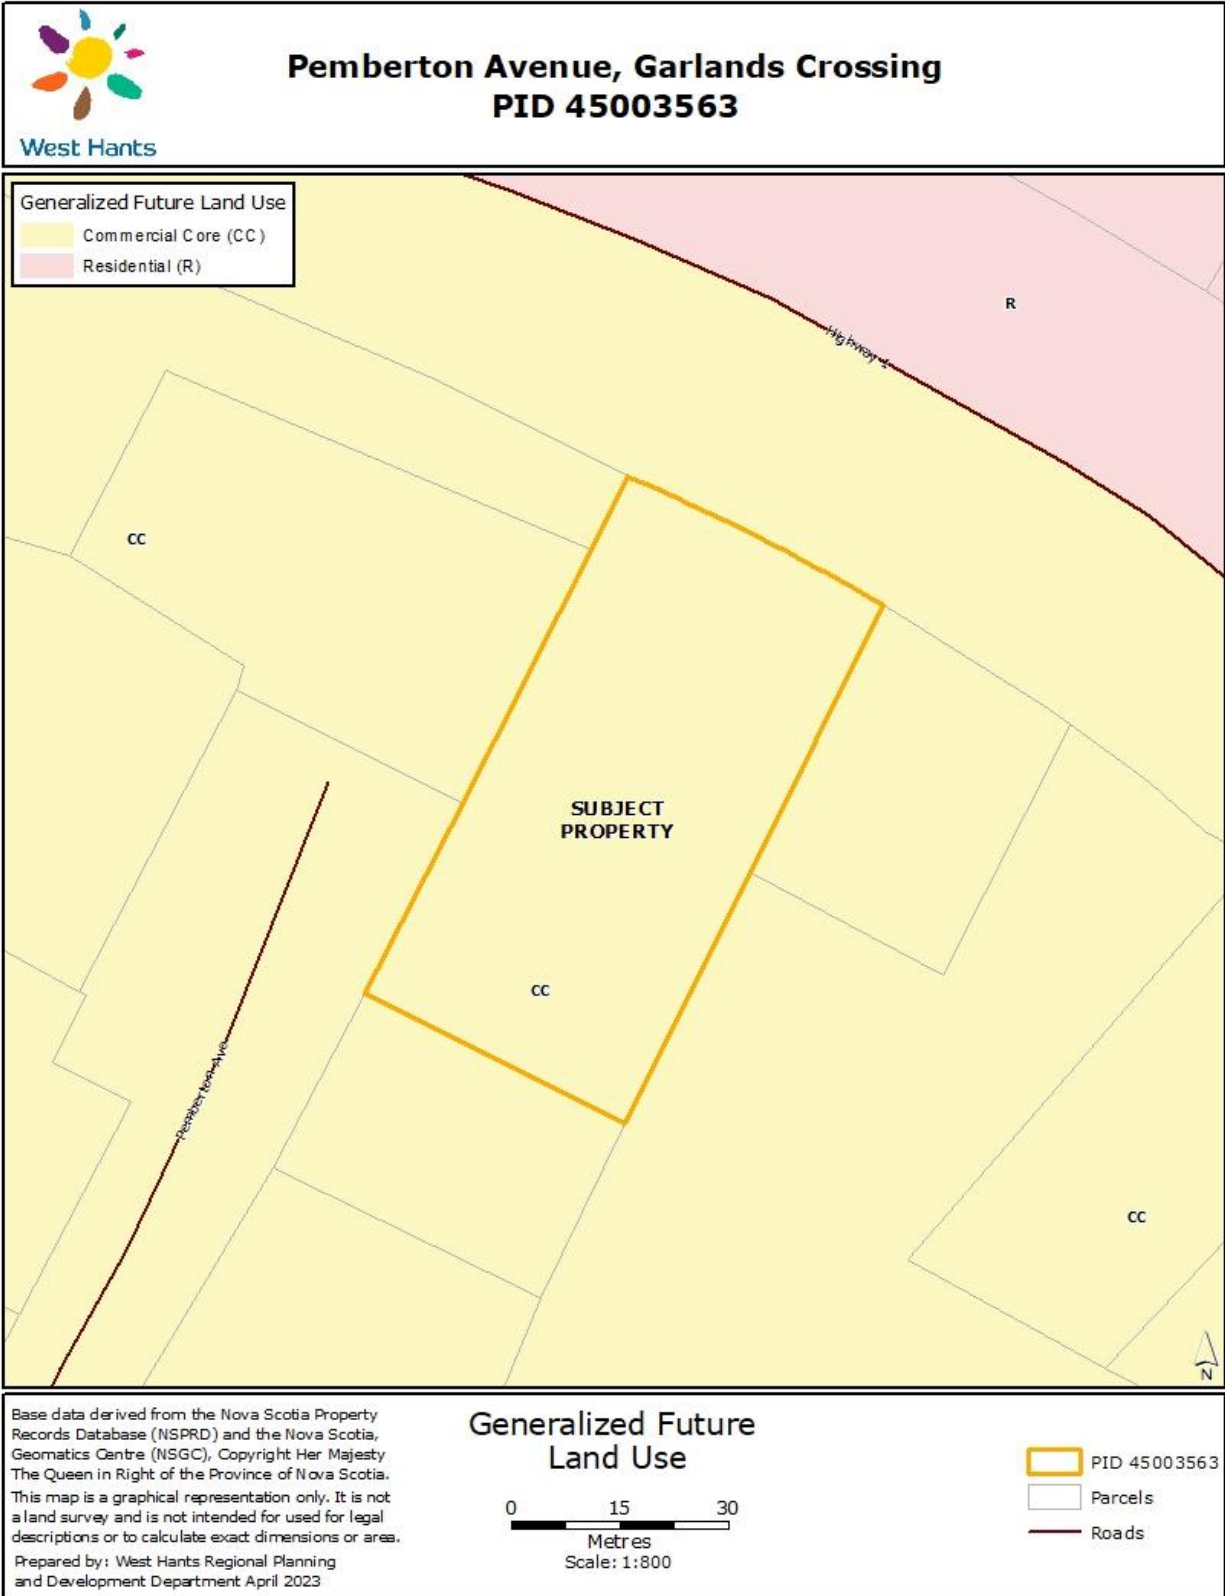 West Hants
Pemberton Avenue, Garlands Crossing
PID 45003563
Generalized Future Land Use
Commercial Core (CC)
Residential (R)
R
Highway 1
CC
SUBJECT
PROPERTY
CC
Pemberton Ave
CC
N
Base data derived from the Nova Scotia Property
Records Database (NSPRD) and the Nova Scotia,
Geomatics Centre (NSGC), Copyright Her Majesty
The Queen in Right of the Province of Nova Scotia.
This map is a graphical representation only. It is not
a land survey and is not intended for used for legal
descriptions or to calculate exact dimensions or area.
Prepared by: West Hants Regional Planning
and Development Department April 2023
Generalized Future
Land Use
0 15 30
Metres
Scale: 1:800
PID 45003563
Parcels
Roads